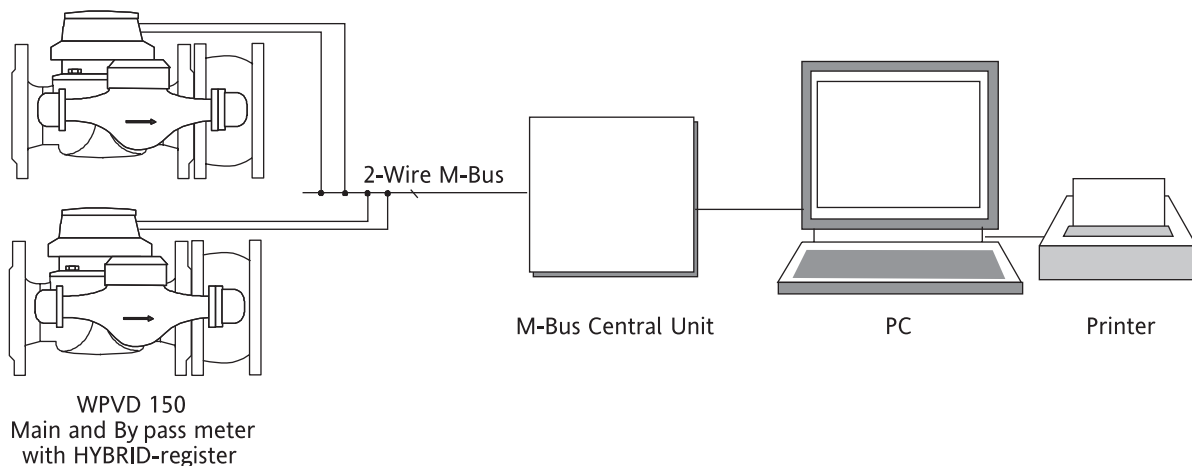 2-Wire M-Bus
M-Bus Central Unit
PC
Printer
WPVD 150
Main and By pass meter
with HYBRID-register